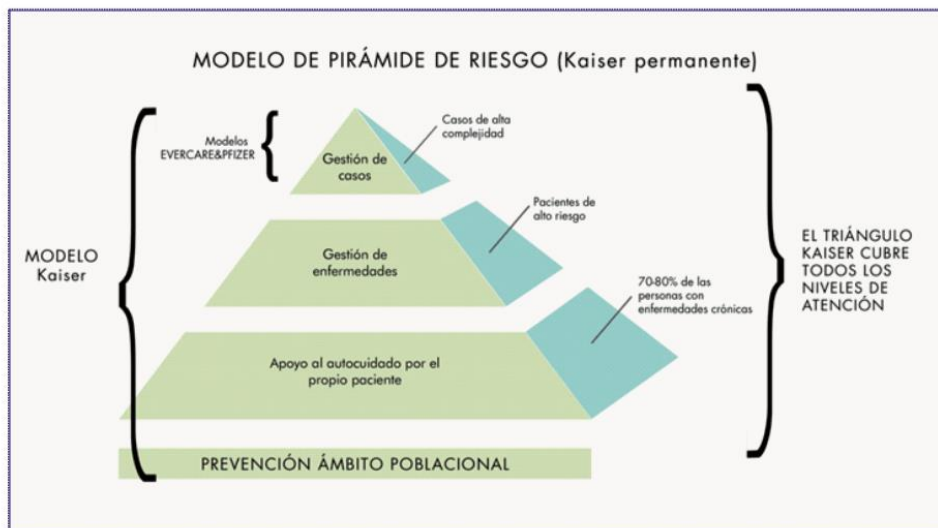 MODELO DE PIRÁMIDE DE RIESGO (Kaiser permanente)
Modelos
EVERCARE&PFIZER
Casos de alta
complejidad
Gestión de
casos
Pacientes de
alto riesgo
MODELO
Kaiser
Gestión de
enfermedades
EL TRIÁNGULO
KAISER CUBRE
TODOS LOS
NIVELES DE
ATENCIÓN
70-80% de las
personas con
enfermedades crónicas
Apoyo al autocuidado por el
propio paciente
PREVENCIÓN ÁMBITO POBLACIONAL